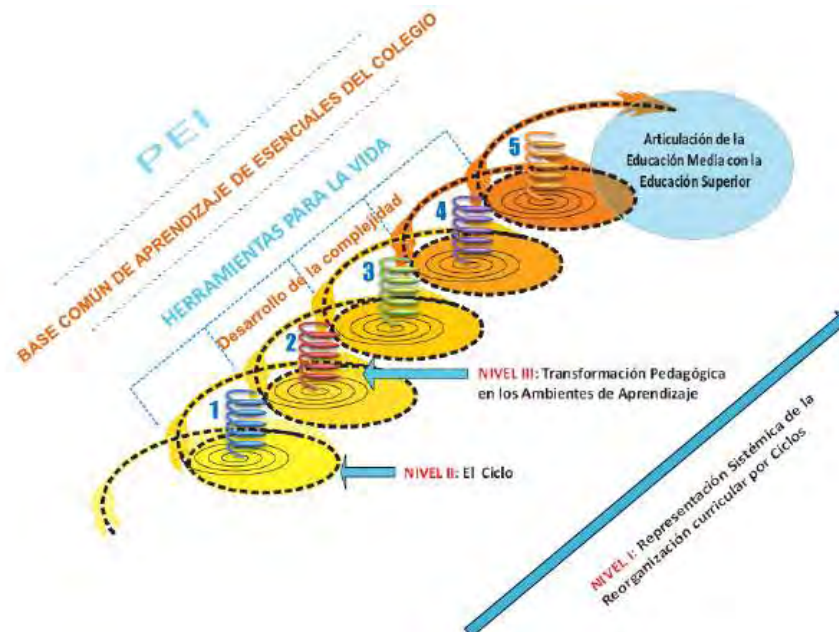 PEI
BASE COMÚN DE APRENDIZAJE DE ESENCIALES DEL COLEGIO
HERRAMIENTAS PARA LA VIDA
Desarrollo de la complejidad
5
Articulación de la
Educación Media con la
Educación Superior
4
3
2
NIVEL III: Transformación Pedagógica
en los Ambientes de Aprendizaje
1
NIVEL II: El Ciclo
NIVEL I: Representación Sistémica de la
Reorganización curricular por Ciclos